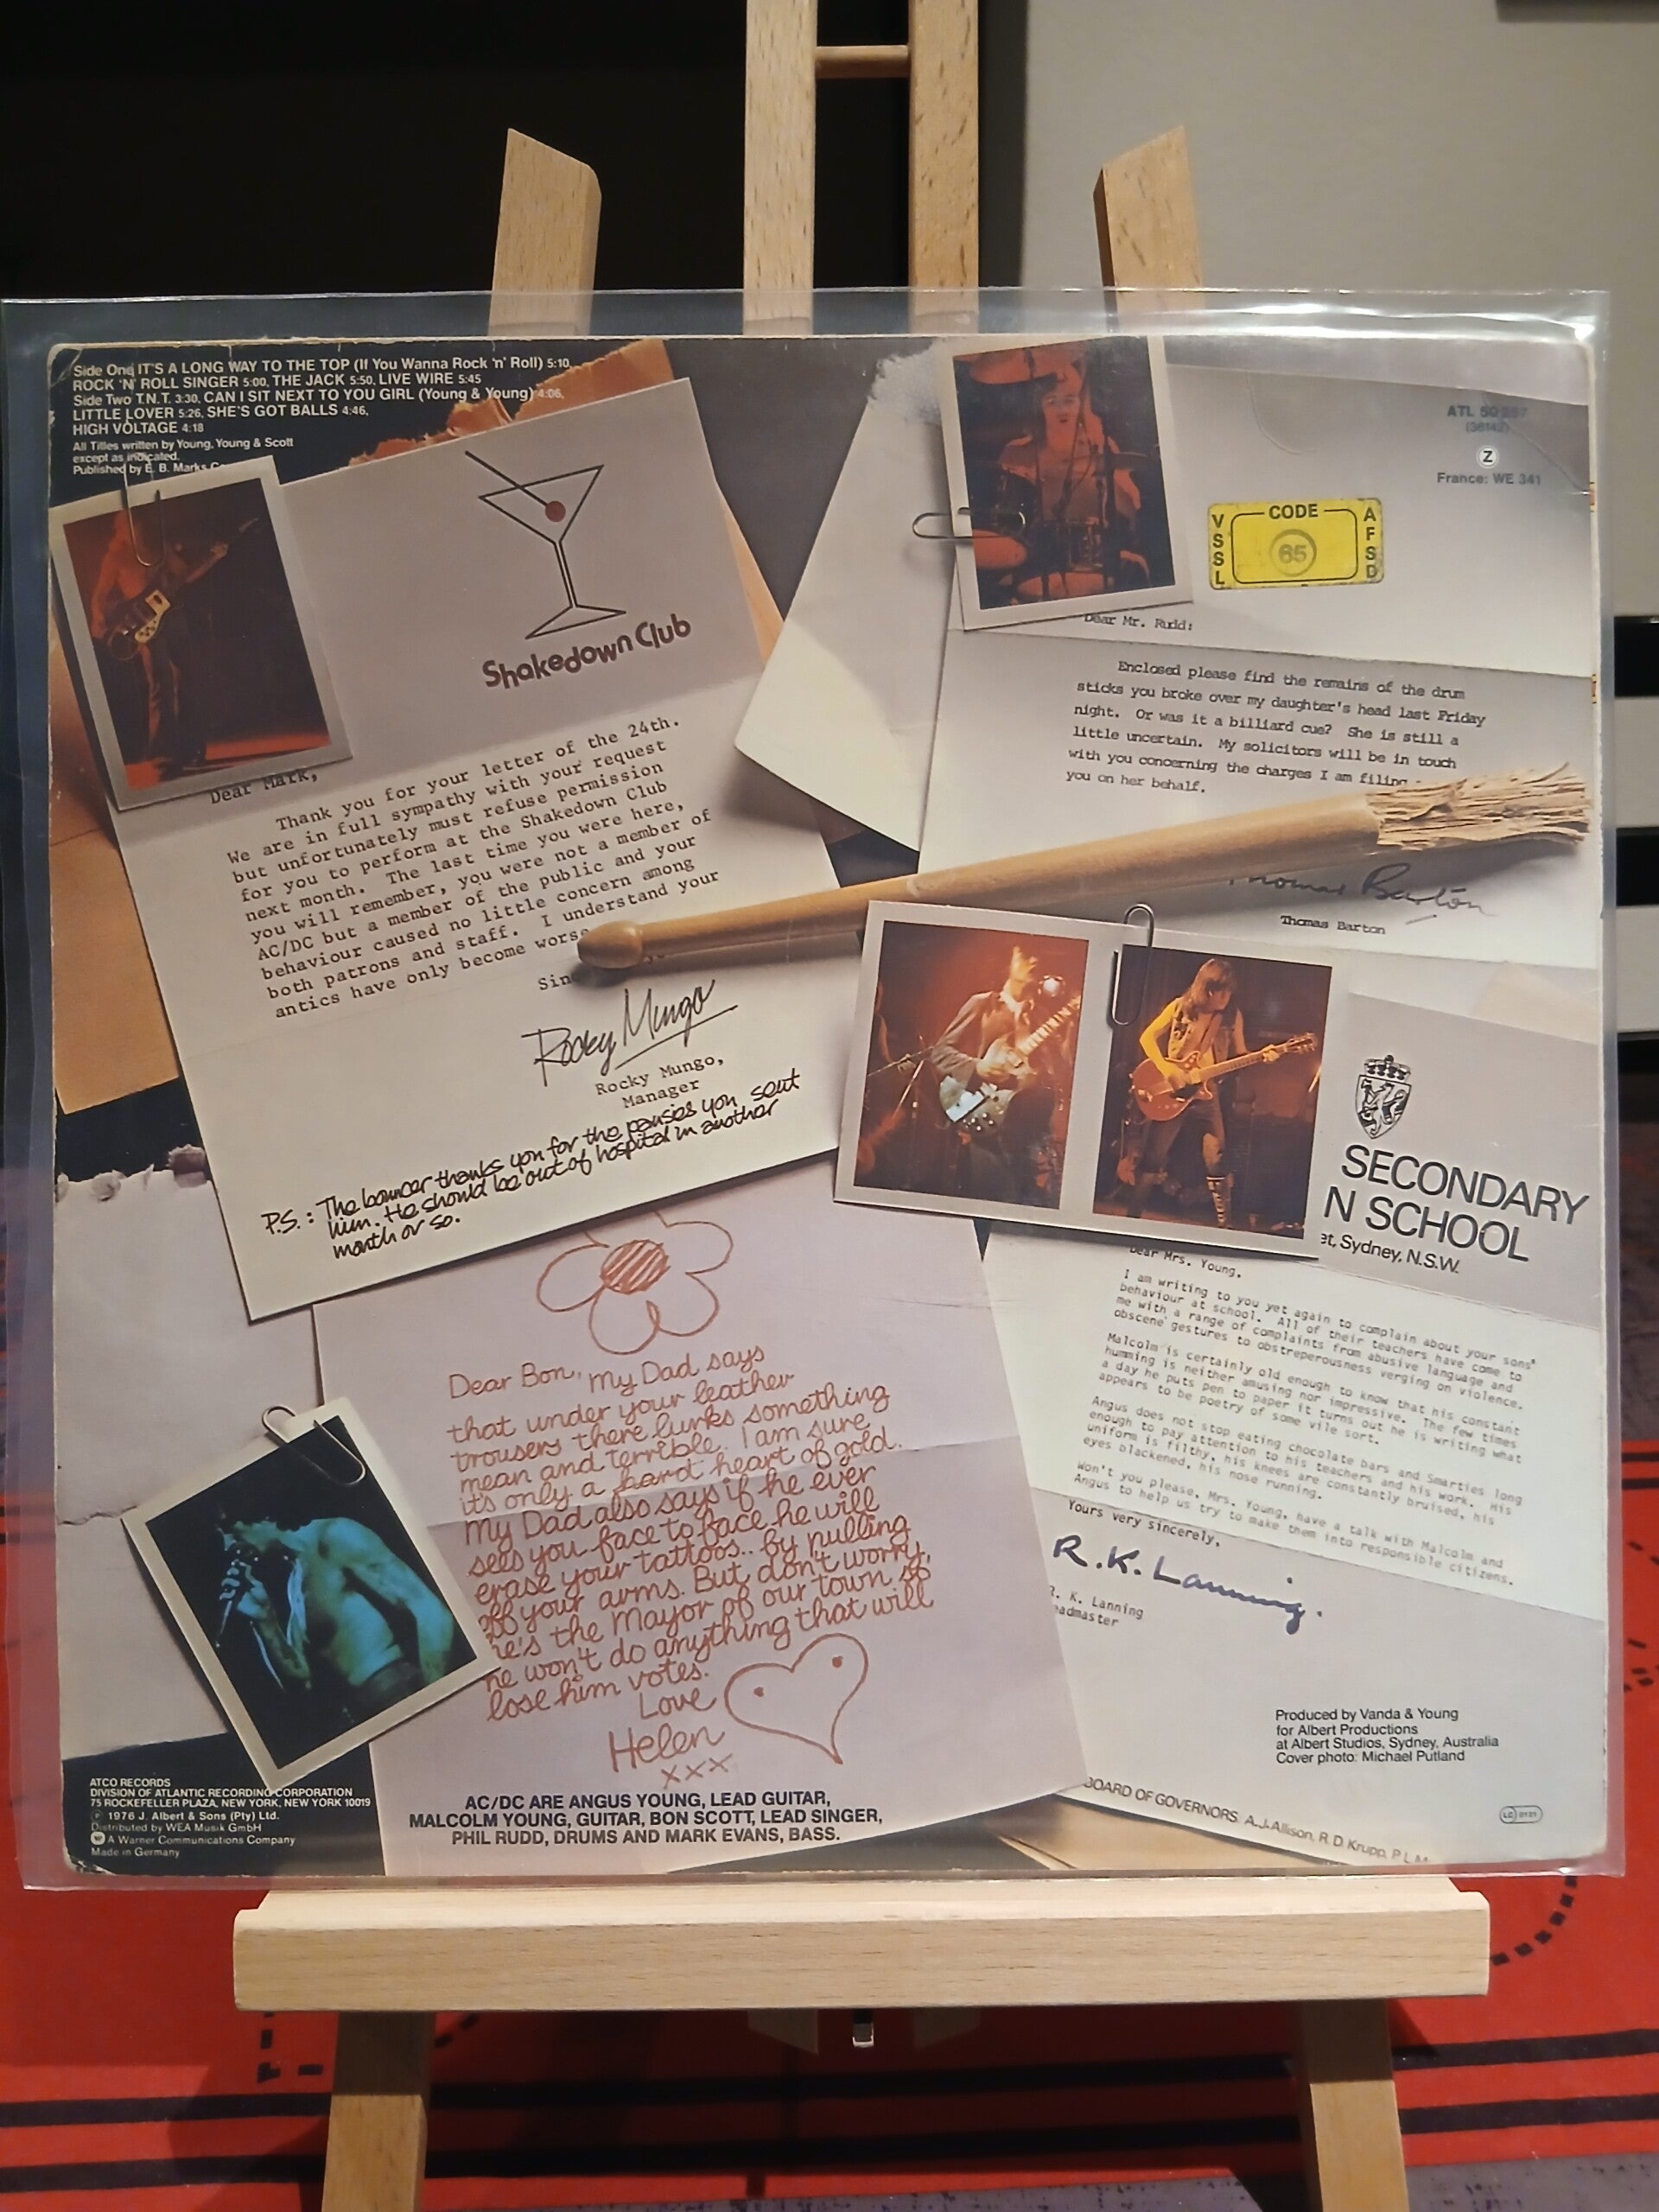 Side One IT'S A LONG WAY TO THE TOP (If You Wanna Rock 'n' Roll) 5:10,
ROCK 'N' ROLL SINGER 5:00, THE JACK 5:50, LIVE WIRE 5:45
Side Two T.N.T. 3:30, CAN I SIT NEXT TO YOU GIRL (Young & Young) 4:06,
LITTLE LOVER 5:26, SHE'S GOT BALLS 4:46,
HIGH VOLTAGE 4:18
All Titles written by Young, Young & Scott
except as indicated.
Published by E. B. Marks
Shakedown Club
Dear Mark,
Thank you for your letter of the 24th.
We are in full sympathy with your request
but unfortunately must refuse permission
for you to perform at the Shakedown Club
next month. The last time you were here,
you will remember, you were not a member of
AC/DC but a member of the public and your
behaviour caused no little concern among
both patrons and staff. I understand your
antics have only become worse
Sin
Rocky Mungo
Rocky Mungo,
Manager
P.S.: The bouncer thanks you for the pansies you sent
him. He should be out of hospital in another
month or so.
ATL 50 257
(36142)
Z
France: WE 341
VSSL
CODE
65
AFSD
Dear Mr. Rudd:
Enclosed please find the remains of the drum
sticks you broke over my daughter's head last Friday
night. Or was it a billiard cue? She is still a
little uncertain. My solicitors will be in touch
with you concerning the charges I am filing
you on her behalf.
Thomas Barton
Thomas Barton
SECONDARY
N SCHOOL
et, Sydney, N.S.W.
Dear Mrs. Young,
I am writing to you yet again to complain about your sons'
behaviour at school. All of their teachers have come to
me with a range of complaints from abusive language and
obscene gestures to obstreperousness verging on violence.
Malcolm is certainly old enough to know that his constant
humming is neither amusing nor impressive. The few times
a day he puts pen to paper it turns out he is writing what
appears to be poetry of some vile sort.
Angus does not stop eating chocolate bars and Smarties long
enough to pay attention to his teachers and his work. His
uniform is filthy, his knees are constantly bruised, his
eyes blackened, his nose running.
Won't you please, Mrs. Young, have a talk with Malcolm and
Angus to help us try to make them into responsible citizens.
Yours very sincerely,
R.K. Lanning.
R. K. Lanning
eadmaster
Dear Bon, My Dad says
that under your leather
trousers there lurks something
mean and terrible. I am sure
it's only a hard heart of gold.
My Dad also says if he ever
sees you face to face he will
erase your tattoos.. by pulling
off your arms. But don't worry,
he's the Mayor of our town so
he won't do anything that will
lose him votes.
Love
Helen
xxx
Produced by Vanda & Young
for Albert Productions
at Albert Studios, Sydney, Australia
Cover photo: Michael Putland
BOARD OF GOVERNORS: A.J. Allison, R.D. Krupp, P.L.M
LC 0121
ATCO RECORDS
DIVISION OF ATLANTIC RECORDING CORPORATION
75 ROCKEFELLER PLAZA, NEW YORK, NEW YORK 10019
℗ 1976 J. Albert & Sons (Pty) Ltd.
Distributed by WEA Musik GmbH
A Warner Communications Company
Made in Germany
AC/DC ARE ANGUS YOUNG, LEAD GUITAR,
MALCOLM YOUNG, GUITAR, BON SCOTT, LEAD SINGER,
PHIL RUDD, DRUMS AND MARK EVANS, BASS.